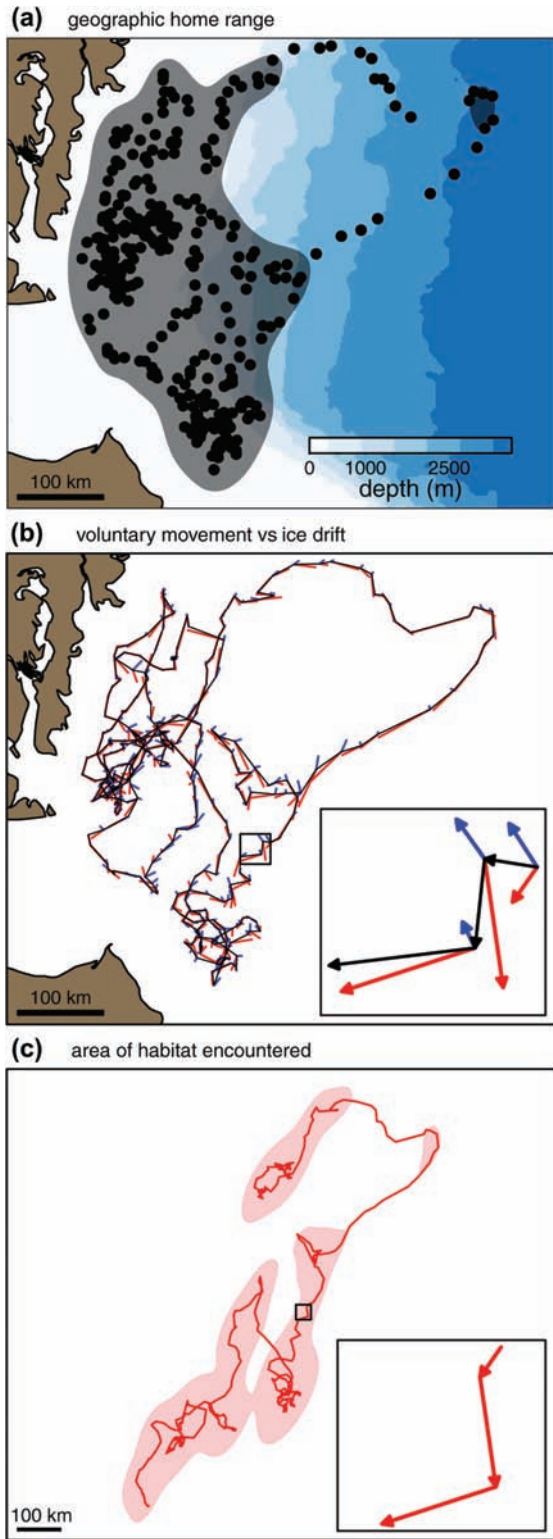 (a) geographic home range
100 km
0 1000 2500
depth (m)
(b) voluntary movement vs ice drift
100 km
(c) area of habitat encountered
100 km